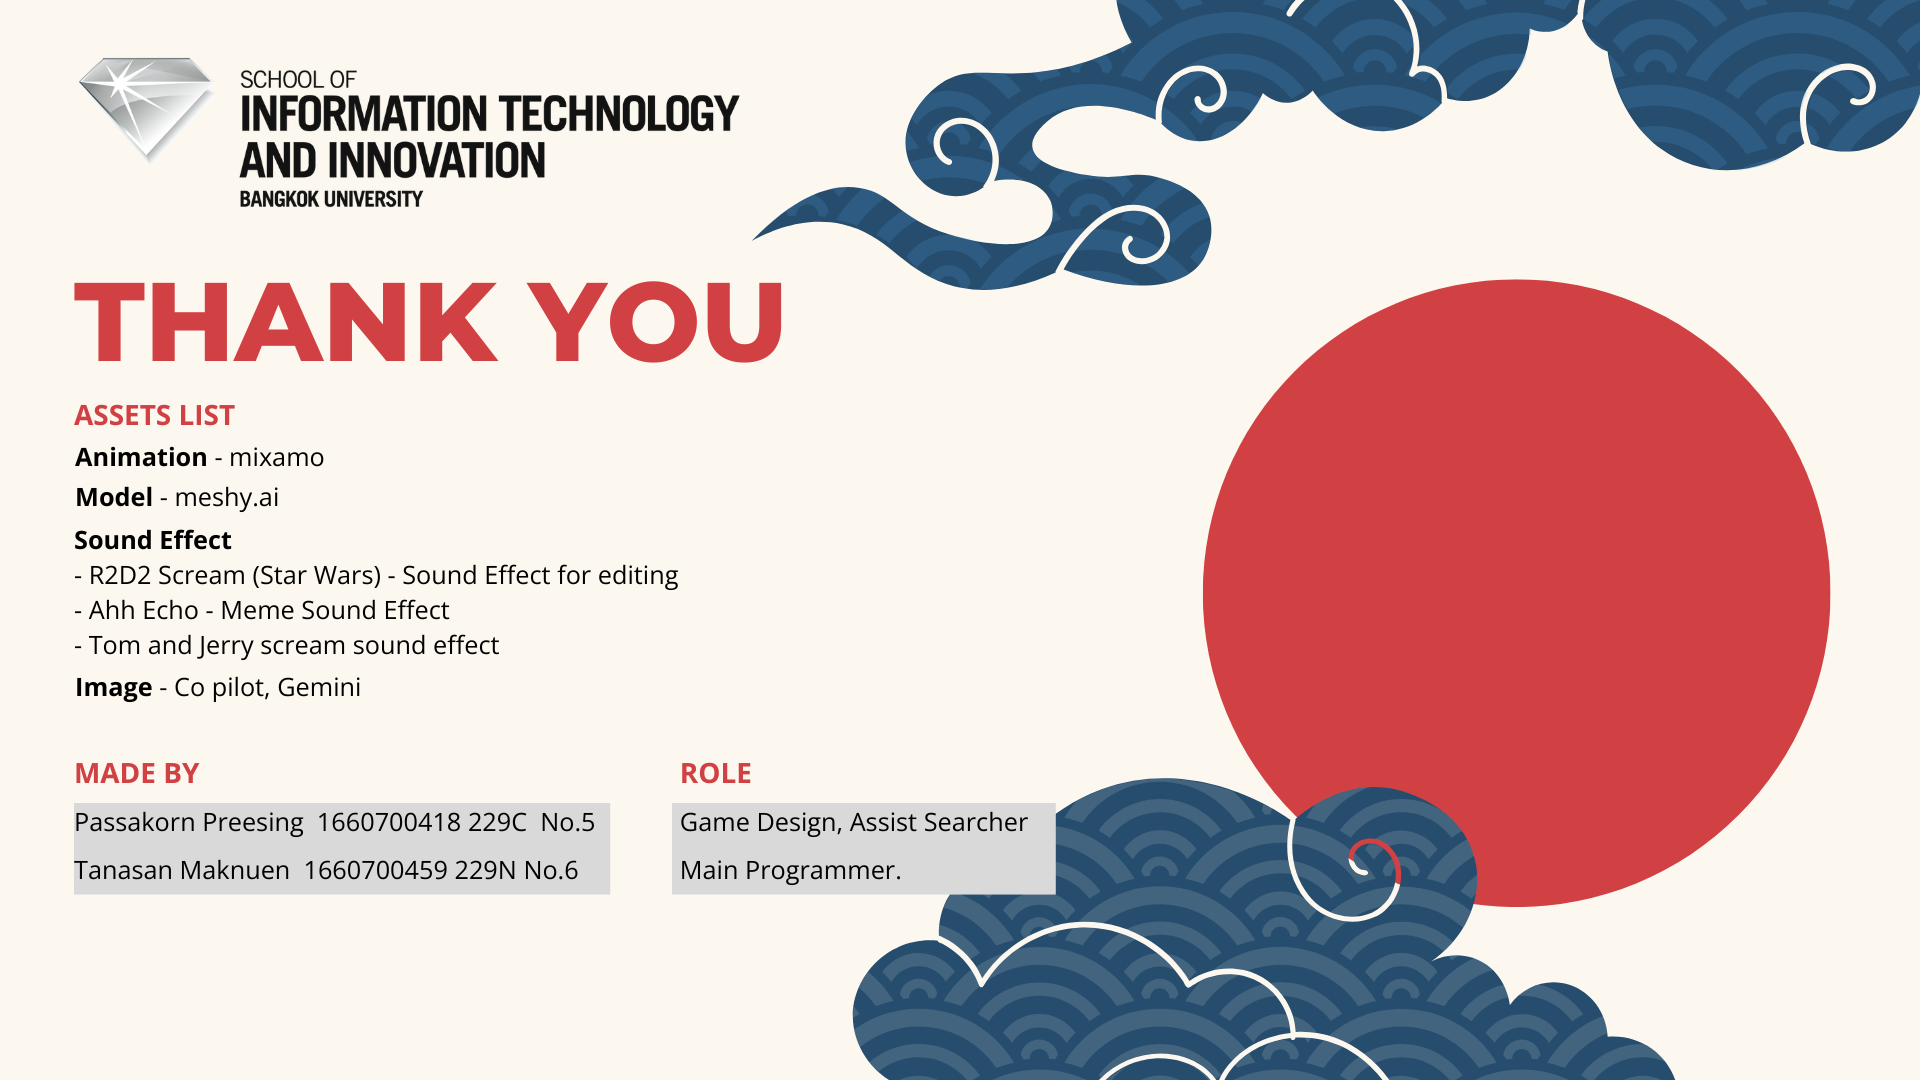 SCHOOL OF
INFORMATION TECHNOLOGY
AND INNOVATION
BANGKOK UNIVERSITY
THANK YOU
ASSETS LIST
Animation - mixamo
Model - meshy.ai
Sound Effect
- R2D2 Scream (Star Wars) - Sound Effect for editing
- Ahh Echo - Meme Sound Effect
- Tom and Jerry scream sound effect
Image - Co pilot, Gemini
MADE BY
Passakorn Preesing  1660700418 229C  No.5
Tanasan Maknuen  1660700459 229N No.6
ROLE
Game Design, Assist Searcher
Main Programmer.